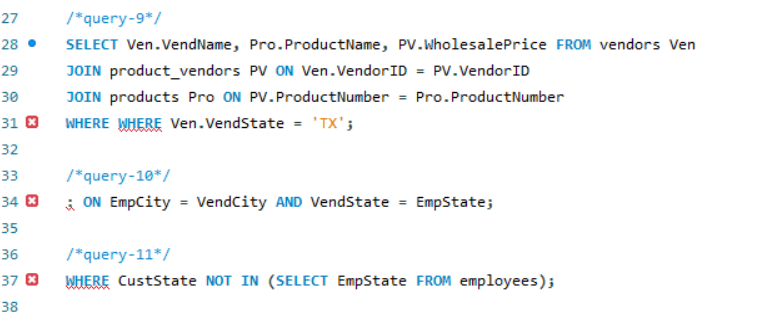 27 /*query-9*/
28 SELECT Ven.VendName, Pro.ProductName, PV.WholesalePrice FROM vendors Ven
29 JOIN product_vendors PV ON Ven.VendorID = PV.VendorID
30 JOIN products Pro ON PV.ProductNumber = Pro.ProductNumber
31 WHERE WHERE Ven.VendState = 'TX';
32
33 /*query-10*/
34 ; ON EmpCity = VendCity AND VendState = EmpState;
35
36 /*query-11*/
37 WHERE CustState NOT IN (SELECT EmpState FROM employees);
38